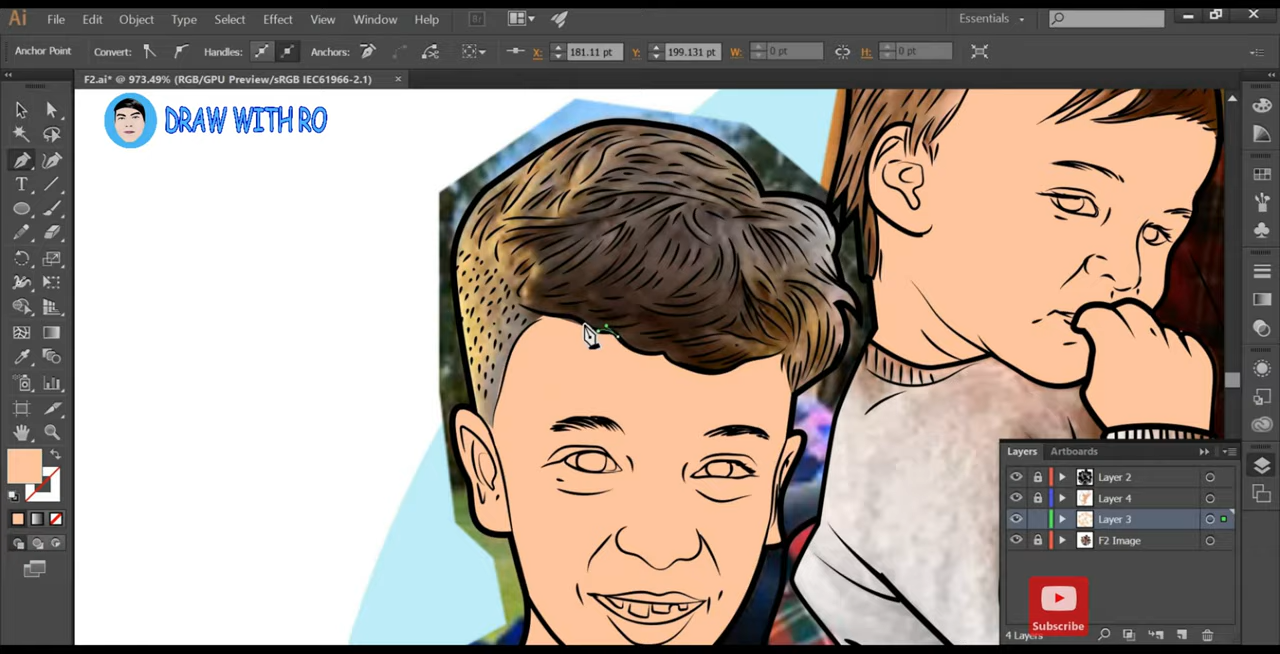 Ai File Edit Object Type Select Effect View Window Help Br Essentials
Anchor Point Convert: Handles: Anchors: X: 181.11 pt Y: 199.131 pt W: 0 pt H: 0 pt
F2.ai* @ 973.49% (RGB/GPU Preview/sRGB IEC61966-2.1) ×
DRAW WITH RO
T
Layers Artboards
Layer 2
Layer 4
Layer 3
F2 Image
Subscribe
4 Layers